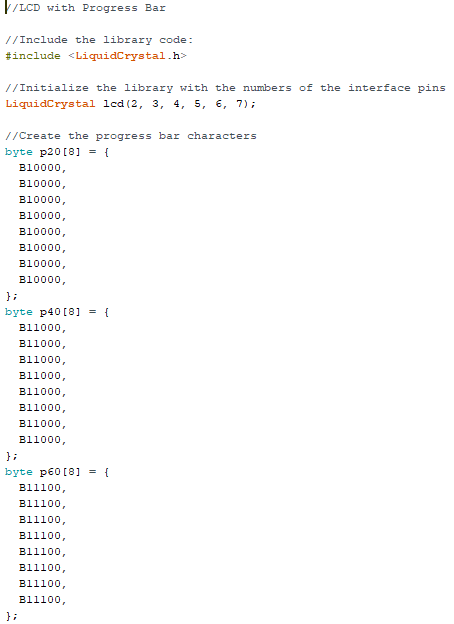 //LCD with Progress Bar
//Include the library code:
#include <LiquidCrystal.h>
//Initialize the library with the numbers of the interface pins
LiquidCrystal lcd(2, 3, 4, 5, 6, 7);
//Create the progress bar characters
byte p20[8] = {
  B10000,
  B10000,
  B10000,
  B10000,
  B10000,
  B10000,
  B10000,
  B10000,
};
byte p40[8] = {
  B11000,
  B11000,
  B11000,
  B11000,
  B11000,
  B11000,
  B11000,
  B11000,
};
byte p60[8] = {
  B11100,
  B11100,
  B11100,
  B11100,
  B11100,
  B11100,
  B11100,
  B11100,
};